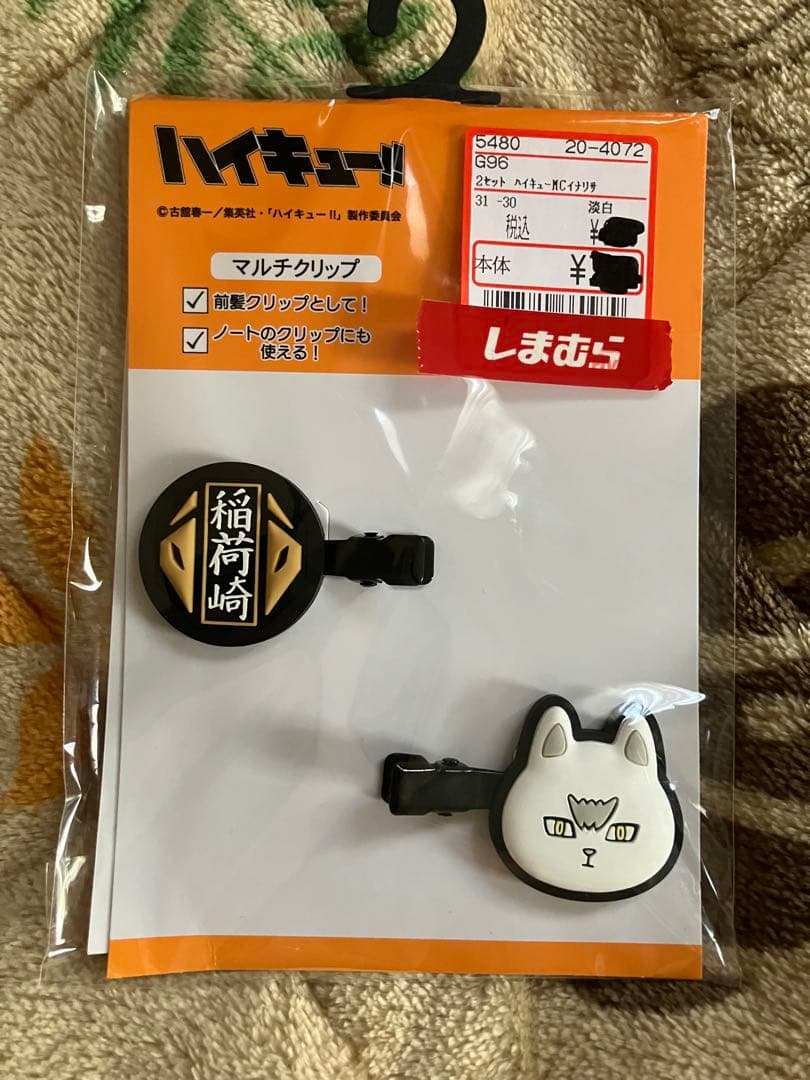 ハイキュー!!
©古舘春一／集英社・「ハイキュー!!」製作委員会
マルチクリップ
前髪クリップとして！
ノートのクリップにも
使える！
5480 20-4072
G96
2セット ハイキューMCイナリザ
31 -30 淡白
税込 ¥
本体 ¥
しまむら
稲荷崎